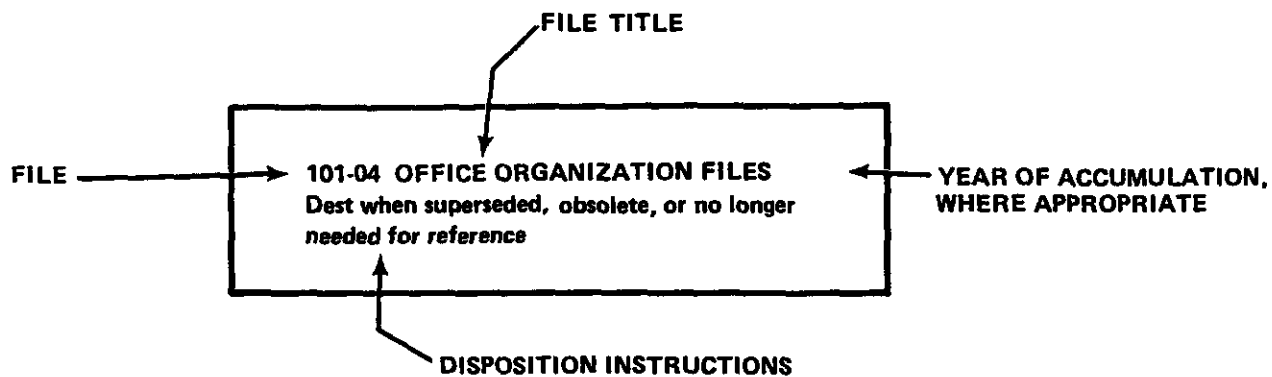 FILE TITLE
FILE
101-04 OFFICE ORGANIZATION FILES
Dest when superseded, obsolete, or no longer
needed for reference
YEAR OF ACCUMULATION,
WHERE APPROPRIATE
DISPOSITION INSTRUCTIONS